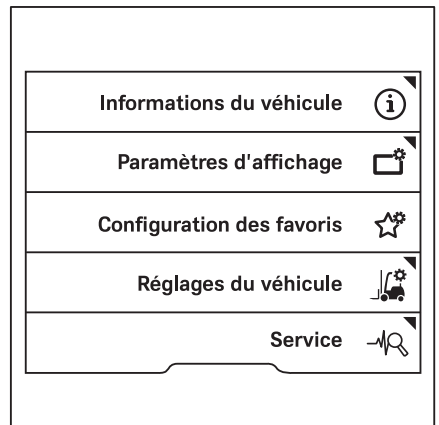 Informations du véhicule
Paramètres d'affichage
Configuration des favoris
Réglages du véhicule
Service